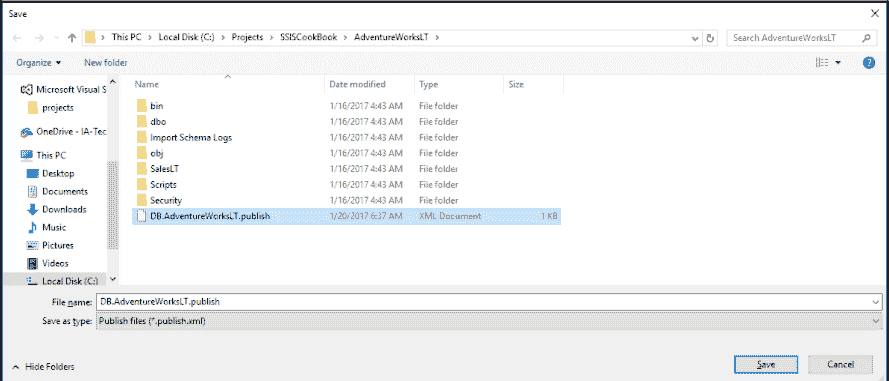 Save
This PC > Local Disk (C:) > Projects > SSISCookBook > AdventureWorksLT >
Search AdventureWorksLT
Organize
New folder
Microsoft Visual S
projects
OneDrive - IA-Tec
This PC
Desktop
Documents
Downloads
Music
Pictures
Videos
Local Disk (C:)
Name Date modified Type Size
bin 1/16/2017 4:43 AM File folder
dbo 1/16/2017 4:43 AM File folder
Import Schema Logs 1/16/2017 4:43 AM File folder
obj 1/16/2017 4:43 AM File folder
SalesLT 1/16/2017 4:43 AM File folder
Scripts 1/16/2017 4:43 AM File folder
Security 1/16/2017 4:43 AM File folder
DB.AdventureWorksLT.publish 1/20/2017 6:37 AM XML Document 1 KB
File name: DB.AdventureWorksLT.publish
Save as type: Publish files (*.publish.xml)
Hide Folders
Save
Cancel